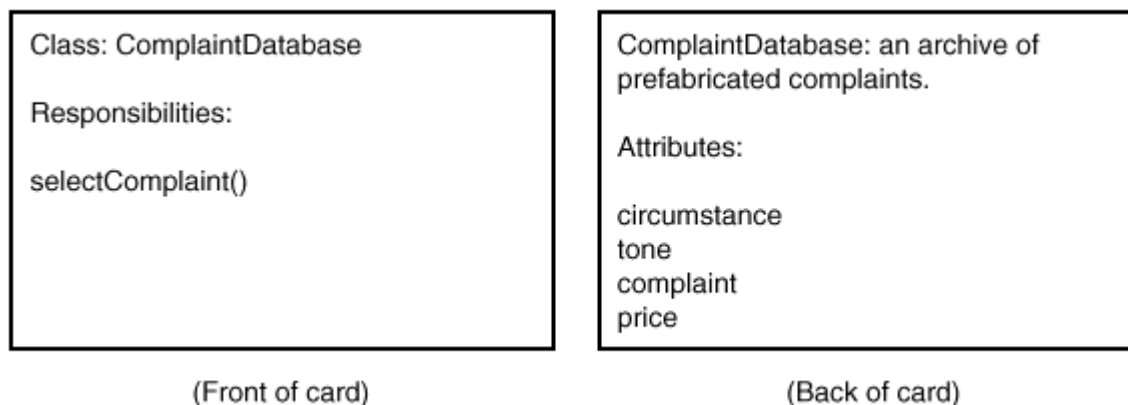 Class: ComplaintDatabase
Responsibilities:
selectComplaint()
(Front of card)
ComplaintDatabase: an archive of
prefabricated complaints.
Attributes:
circumstance
tone
complaint
price
(Back of card)